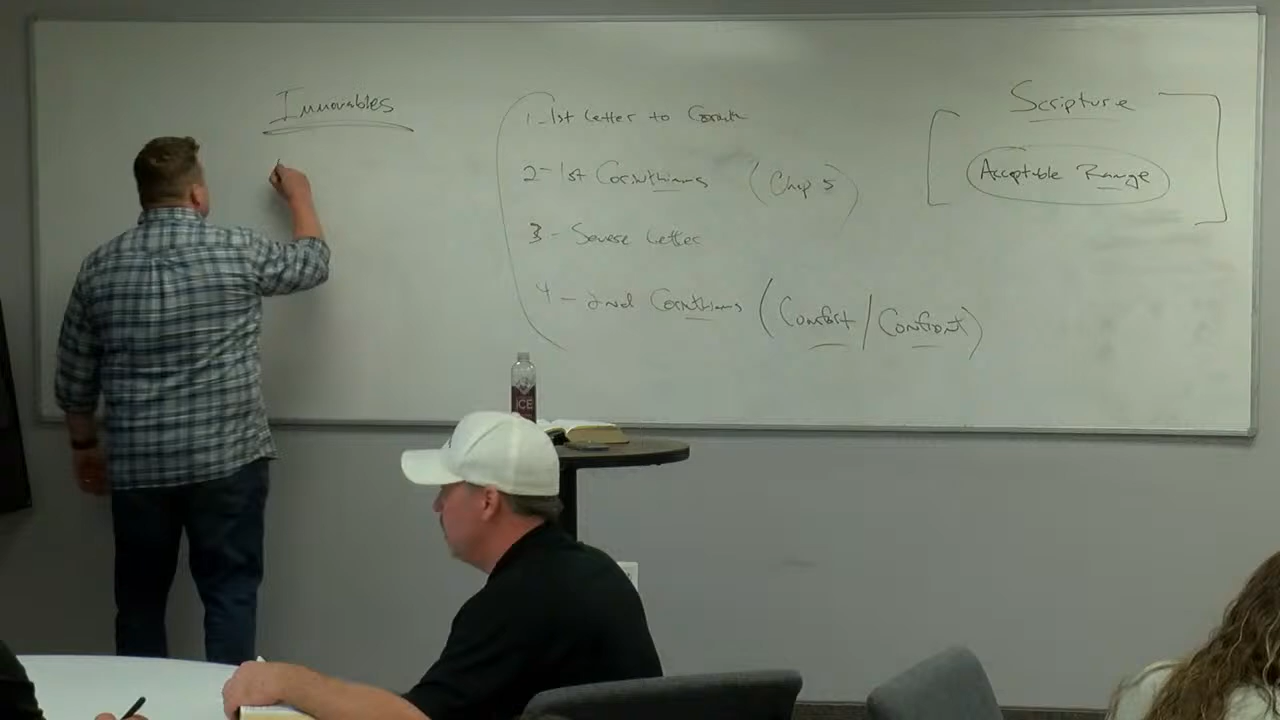 Immovables
1- 1st Letter to Corinth
2- 1st Corinthians (Chap 5)
3- Severe Letter
4- 2nd Corinthians (Comfort / Confront)
Scripture
Acceptable Range
ICE